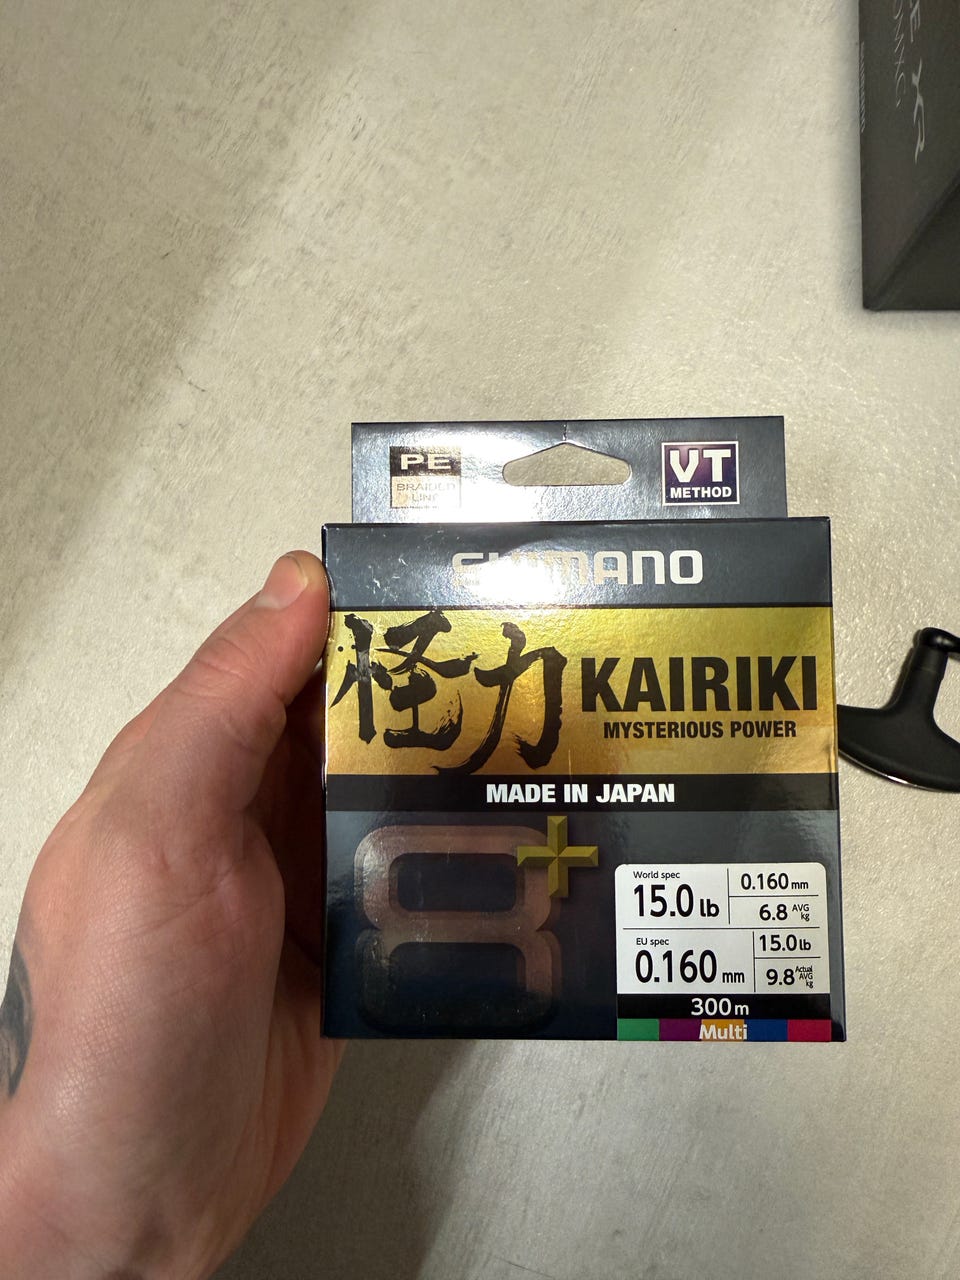 PE
BRAIDED
LINE
VT
METHOD
SHIMANO
怪力 KAIRIKI
MYSTERIOUS POWER
MADE IN JAPAN
8+
World spec
15.0 lb
0.160 mm
6.8 AVG kg
EU spec
0.160 mm
15.0 lb
9.8 Actual AVG kg
300 m
Multi
XR